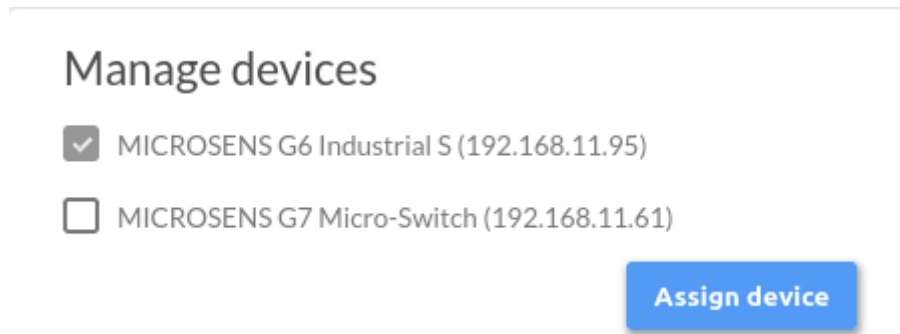 Manage devices
MICROSENS G6 Industrial S (192.168.11.95)
MICROSENS G7 Micro-Switch (192.168.11.61)
Assign device